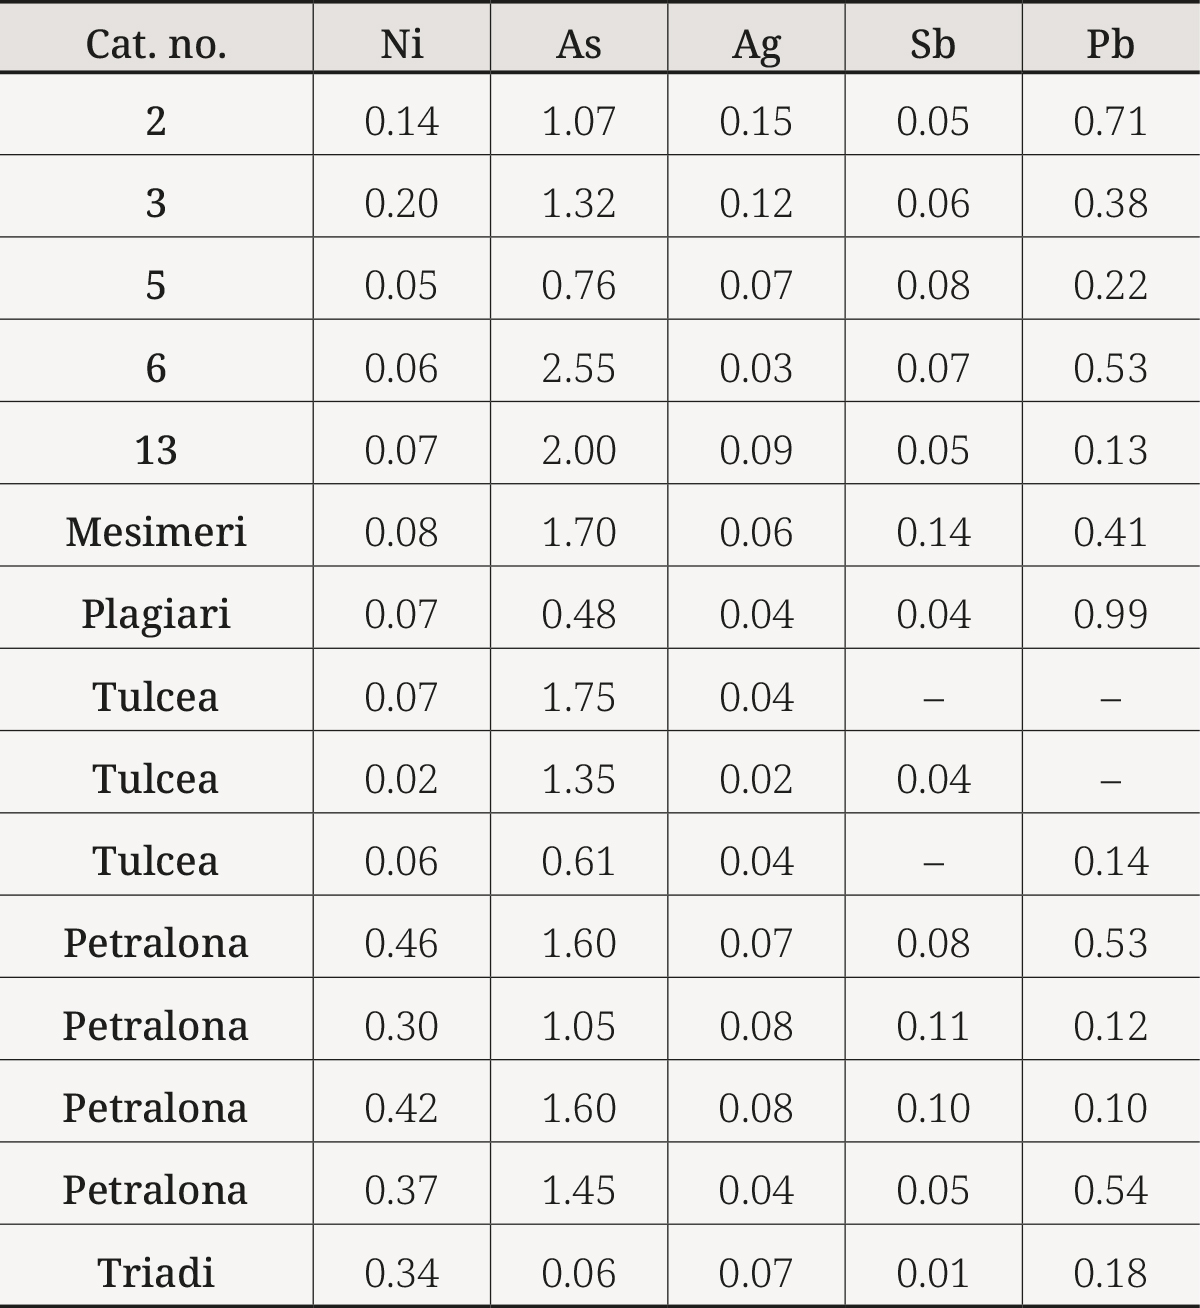 Cat. no. Ni As Ag Sb Pb
2 0.14 1.07 0.15 0.05 0.71
3 0.20 1.32 0.12 0.06 0.38
5 0.05 0.76 0.07 0.08 0.22
6 0.06 2.55 0.03 0.07 0.53
13 0.07 2.00 0.09 0.05 0.13
Mesimeri 0.08 1.70 0.06 0.14 0.41
Plagiari 0.07 0.48 0.04 0.04 0.99
Tulcea 0.07 1.75 0.04 – –
Tulcea 0.02 1.35 0.02 0.04 –
Tulcea 0.06 0.61 0.04 – 0.14
Petralona 0.46 1.60 0.07 0.08 0.53
Petralona 0.30 1.05 0.08 0.11 0.12
Petralona 0.42 1.60 0.08 0.10 0.10
Petralona 0.37 1.45 0.04 0.05 0.54
Triadi 0.34 0.06 0.07 0.01 0.18